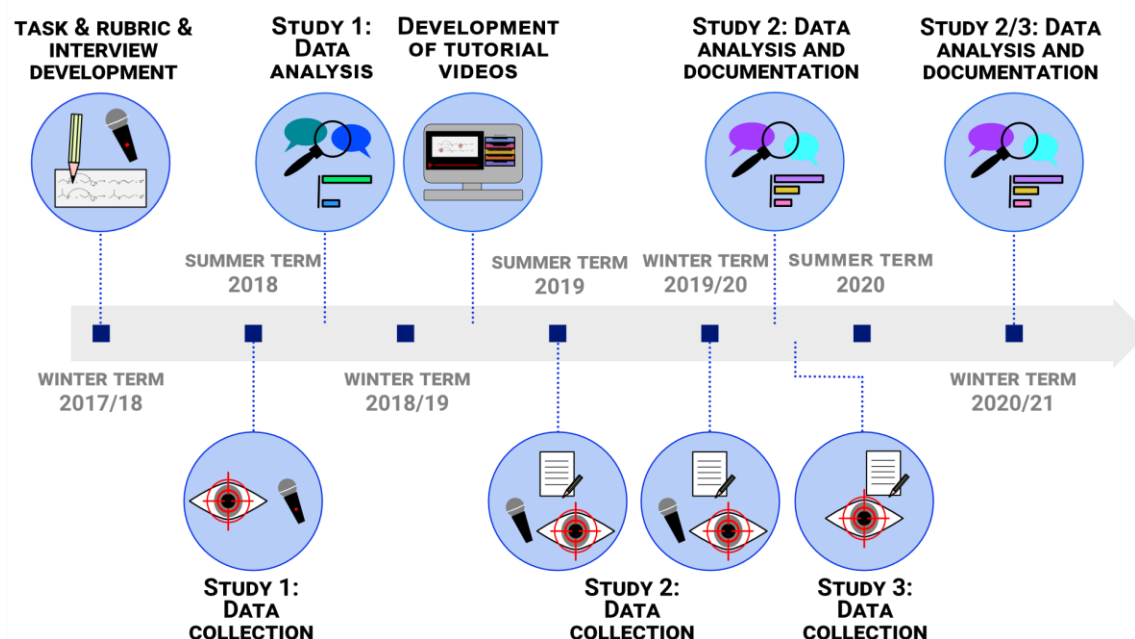 TASK & RUBRIC &
INTERVIEW
DEVELOPMENT
STUDY 1:
DATA
ANALYSIS
DEVELOPMENT
OF TUTORIAL
VIDEOS
STUDY 2: DATA
ANALYSIS AND
DOCUMENTATION
STUDY 2/3: DATA
ANALYSIS AND
DOCUMENTATION
SUMMER TERM
2018
SUMMER TERM
2019
WINTER TERM
2019/20
SUMMER TERM
2020
WINTER TERM
2017/18
WINTER TERM
2018/19
WINTER TERM
2020/21
STUDY 1:
DATA
COLLECTION
STUDY 2: DATA
COLLECTION
STUDY 3:
DATA
COLLECTION